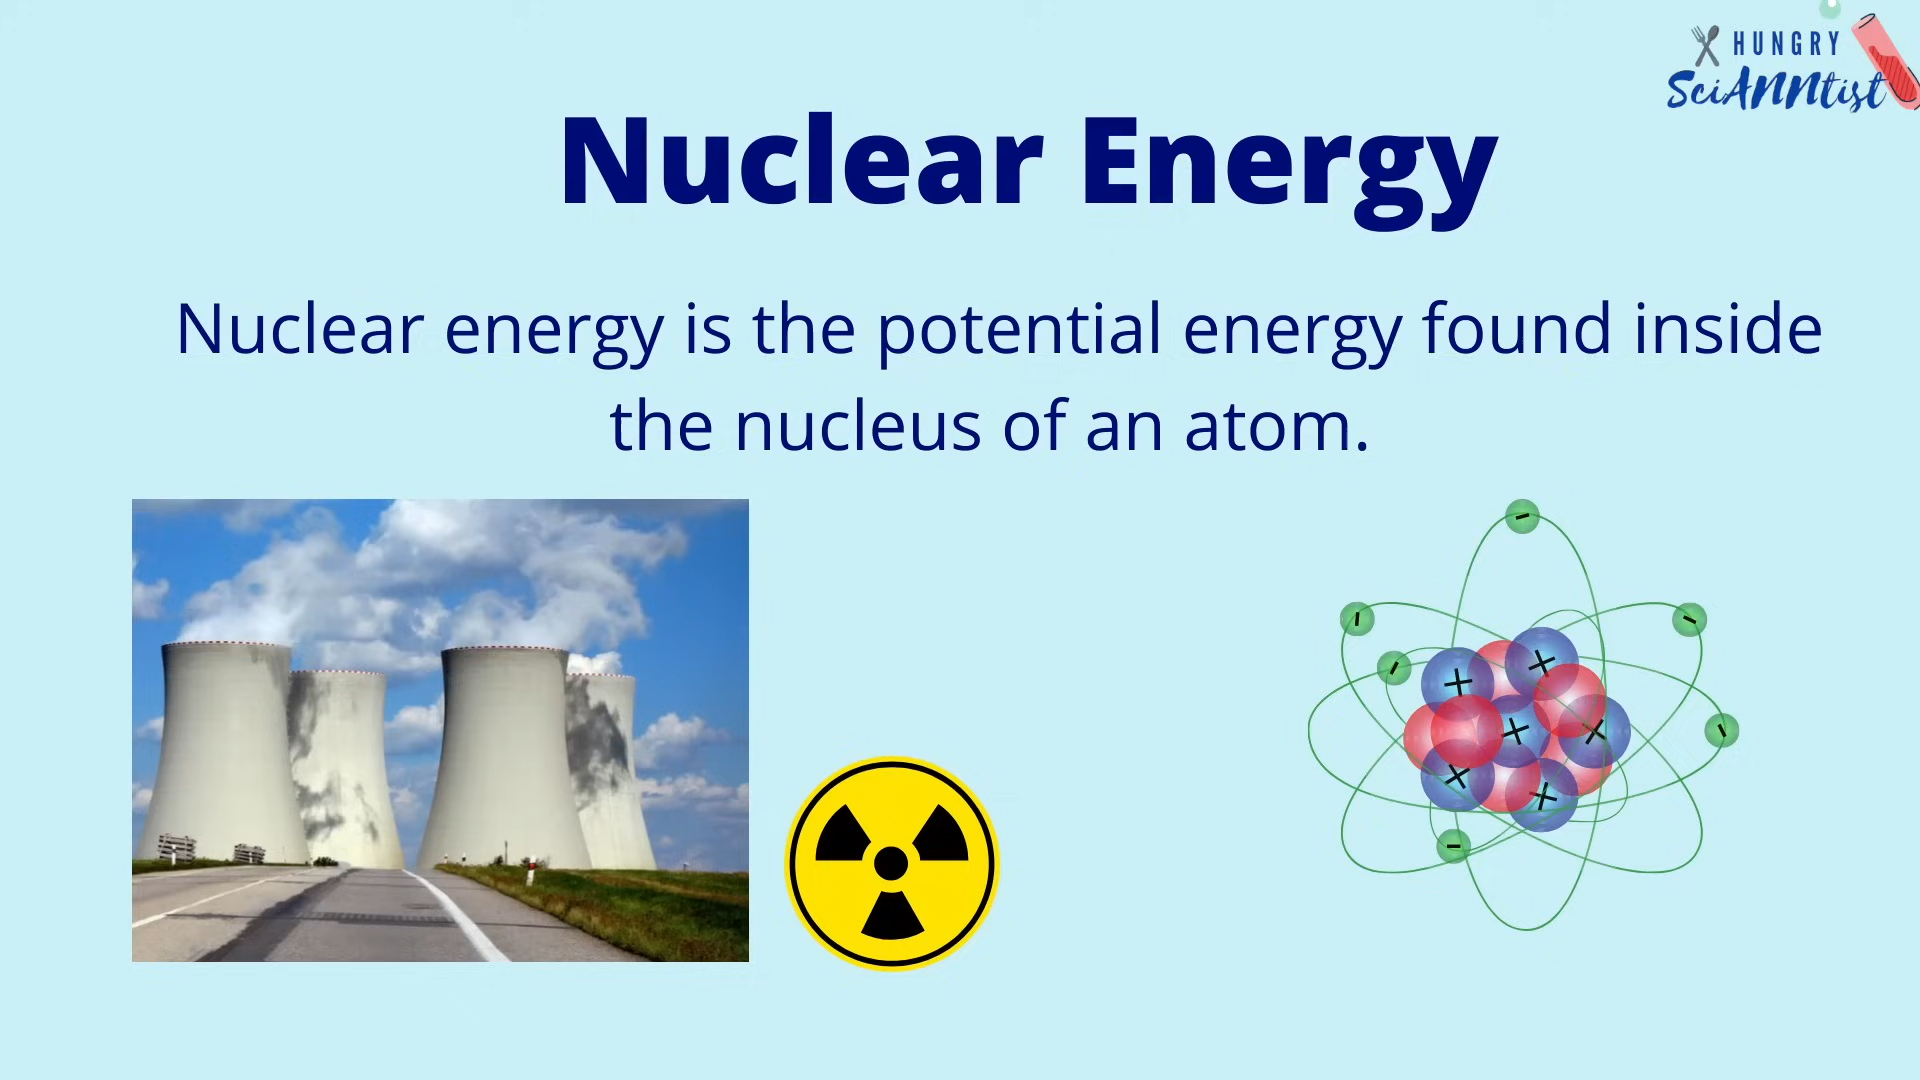 HUNGRY
SciANNtist
Nuclear Energy
Nuclear energy is the potential energy found inside
the nucleus of an atom.